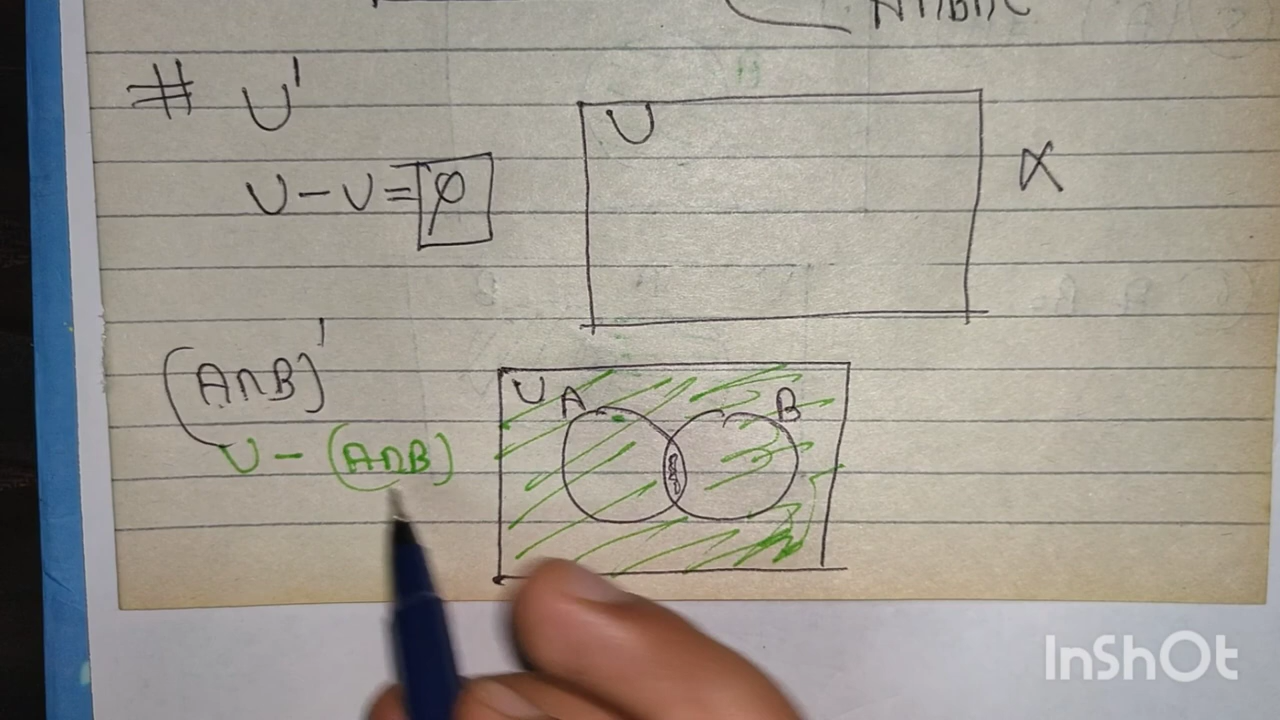 A∩B∩C
# U'
U
U - U = φ
α
(A∩B)'
U A B
U - (A∩B)
InShOt